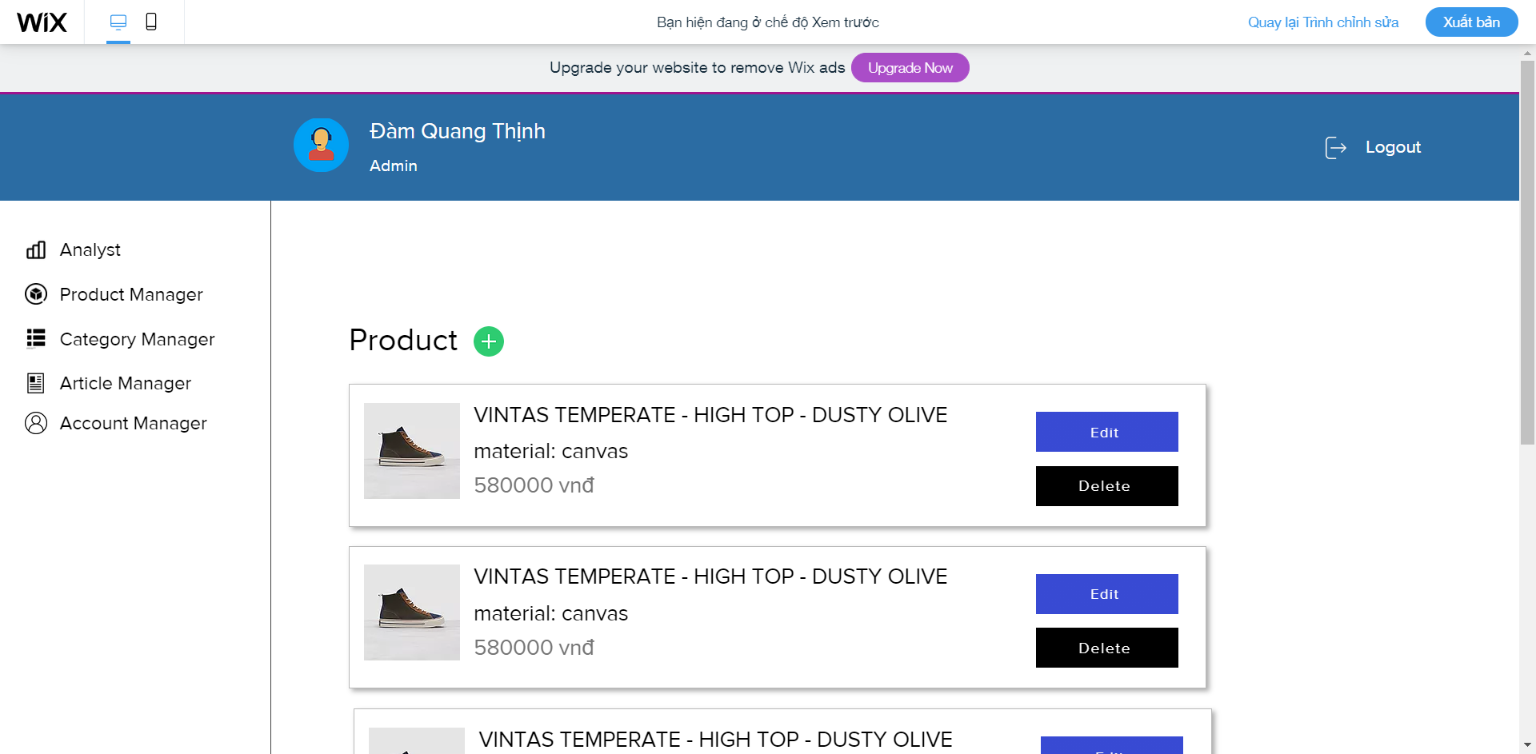 WiX
Bạn hiện đang ở chế độ Xem trước
Quay lại Trình chỉnh sửa
Xuất bản
Upgrade your website to remove Wix ads
Upgrade Now
Đàm Quang Thịnh
Admin
Logout
Analyst
Product Manager
Category Manager
Article Manager
Account Manager
Product
VINTAS TEMPERATE - HIGH TOP - DUSTY OLIVE
material: canvas
580000 vnđ
Edit
Delete
VINTAS TEMPERATE - HIGH TOP - DUSTY OLIVE
material: canvas
580000 vnđ
Edit
Delete
VINTAS TEMPERATE - HIGH TOP - DUSTY OLIVE